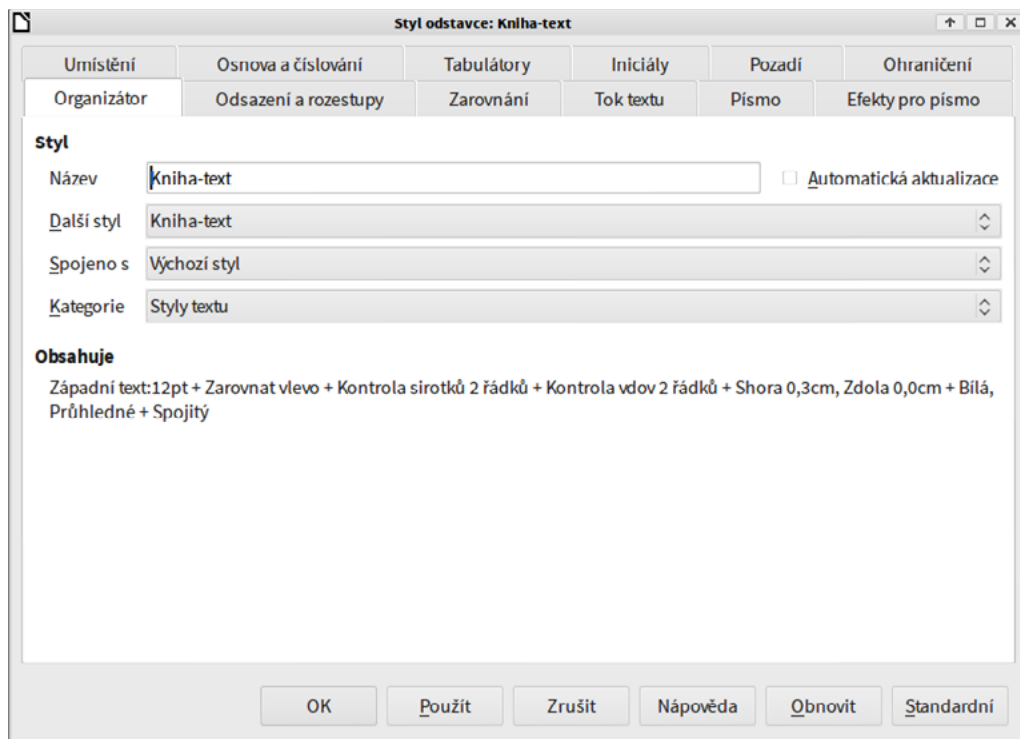 Styl odstavce: Kniha-text
Umístění Osnova a číslování Tabulátory Iniciály Pozadí Ohraničení
Organizátor Odsazení a rozestupy Zarovnání Tok textu Písmo Efekty pro písmo
Styl
Název Kniha-text Automatická aktualizace
Další styl Kniha-text
Spojeno s Výchozí styl
Kategorie Styly textu
Obsahuje
Západní text:12pt + Zarovnat vlevo + Kontrola sirotků 2 řádků + Kontrola vdov 2 řádků + Shora 0,3cm, Zdola 0,0cm + Bílá,
Průhledné + Spojitý
OK Použít Zrušit Nápověda Obnovit Standardní